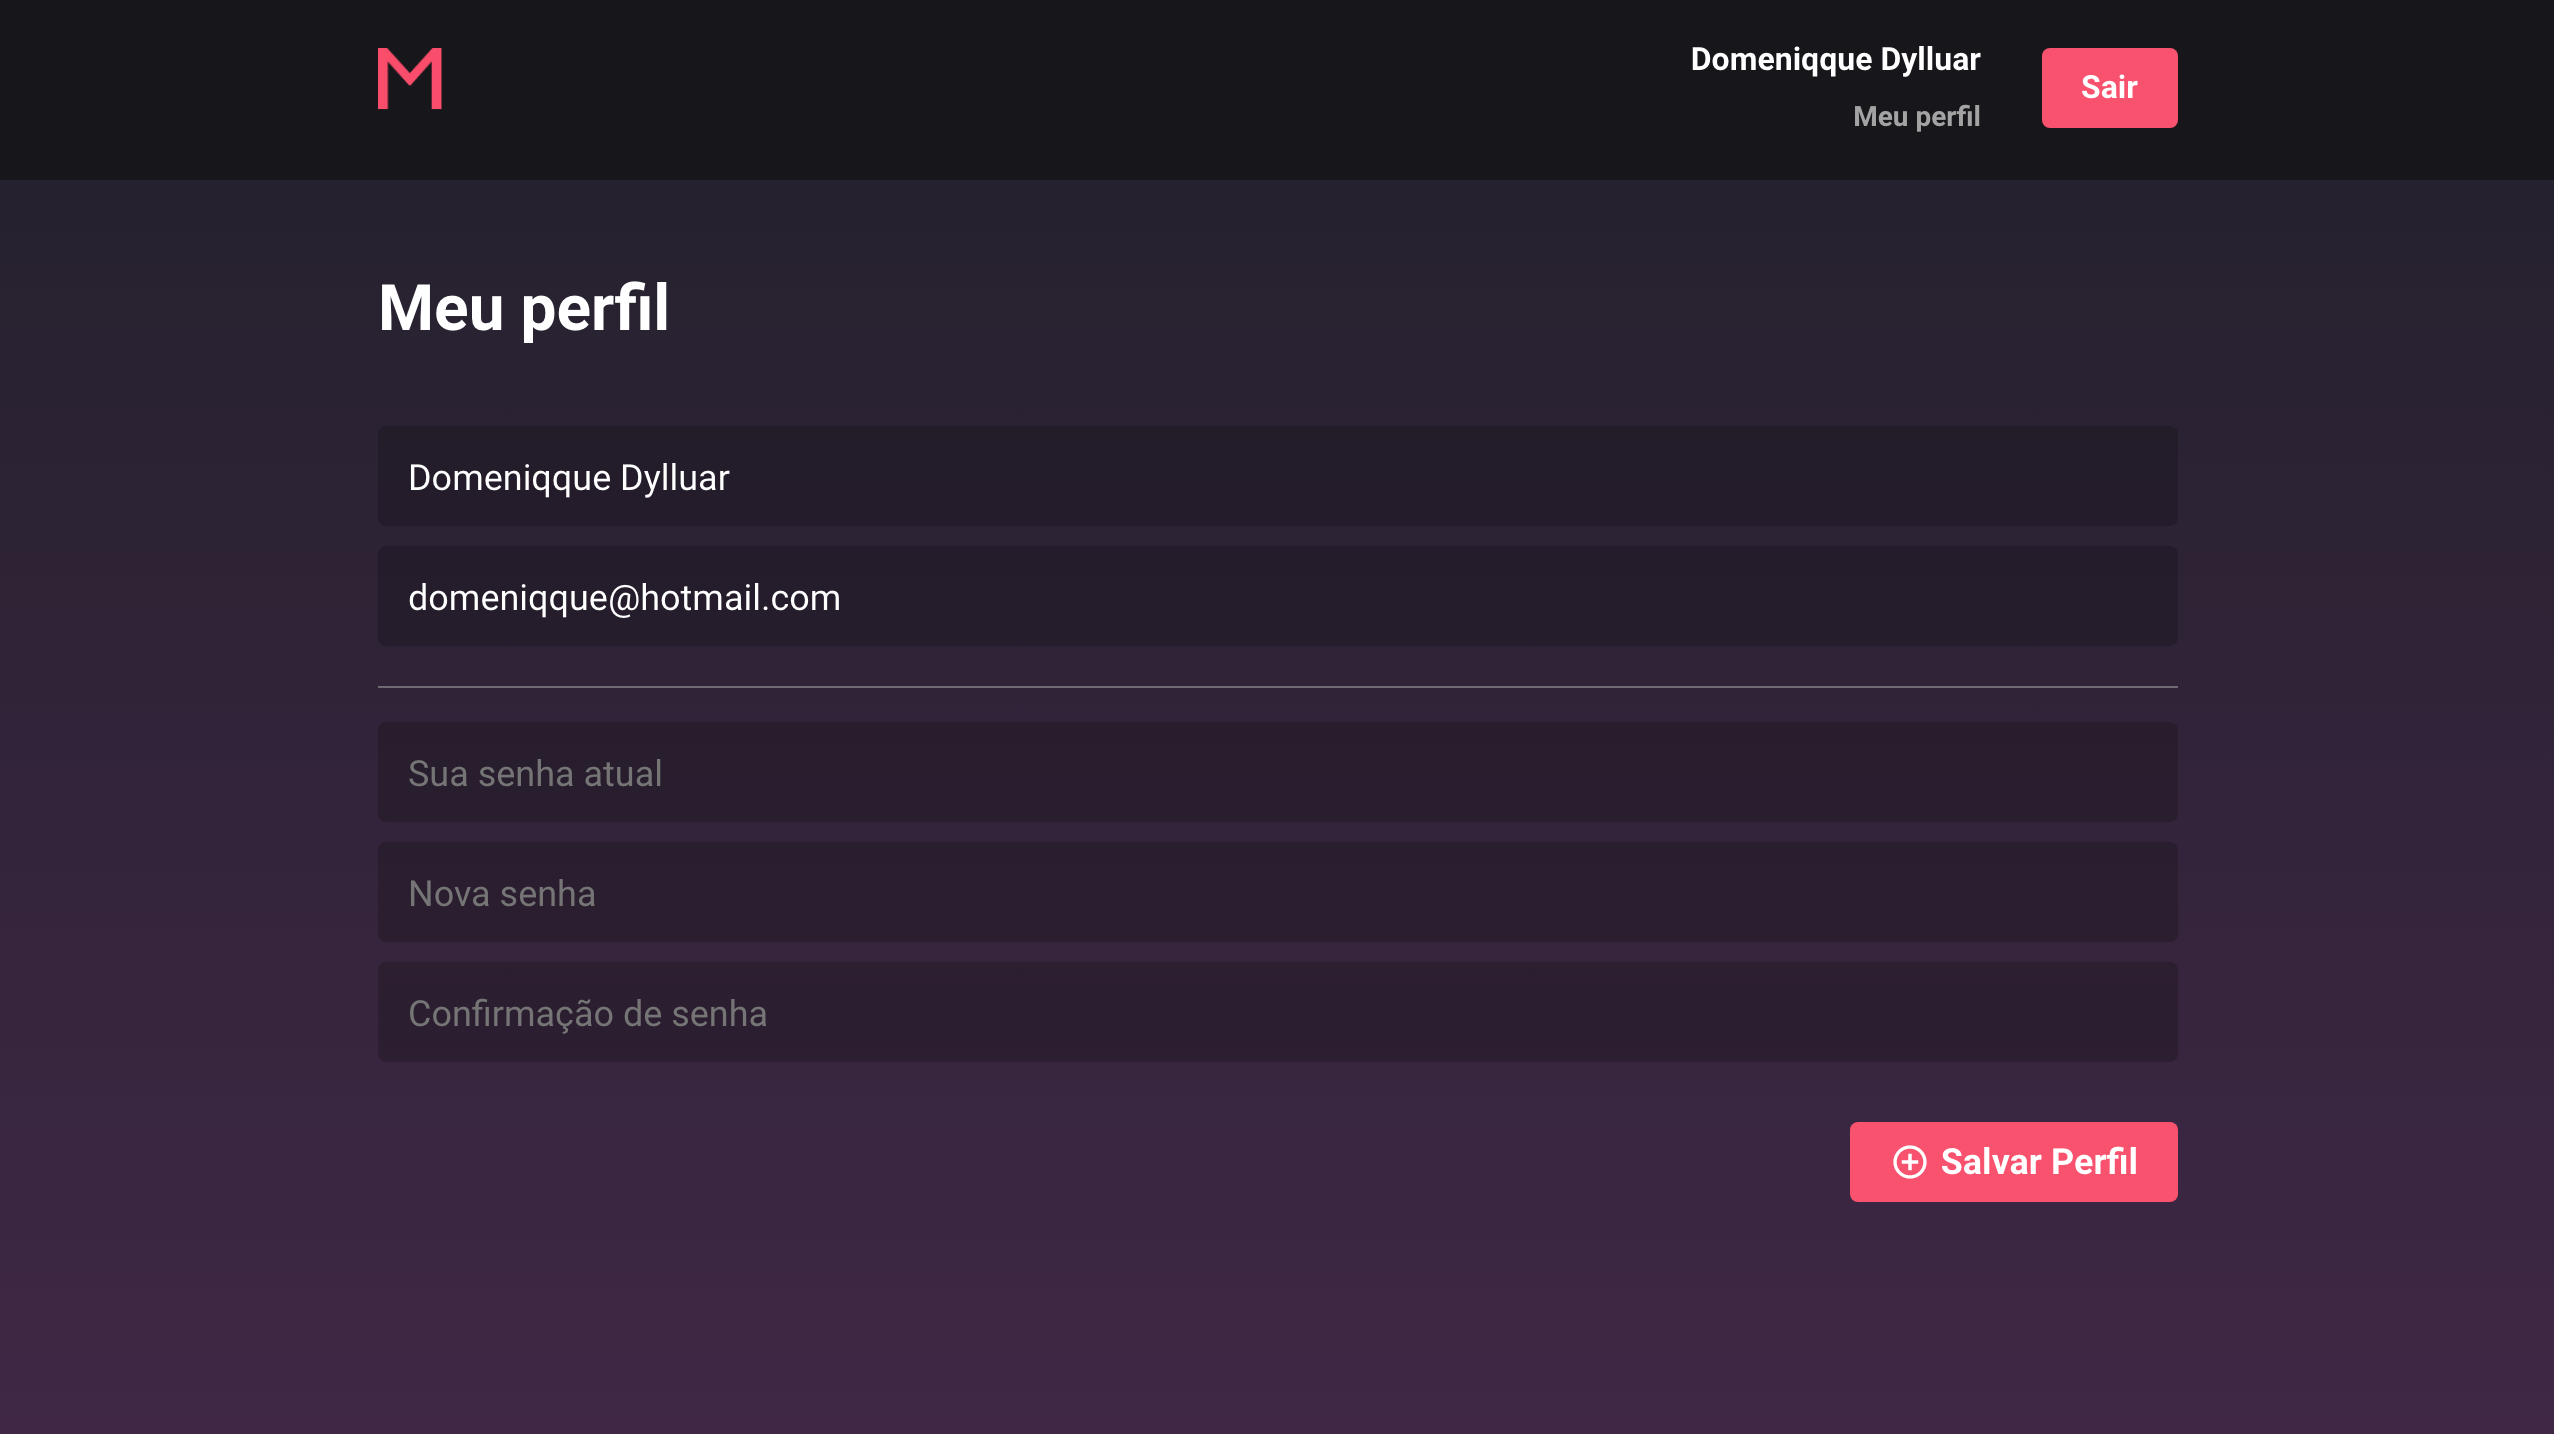 M
Domeniqque Dylluar
Meu perfil
Sair
Meu perfil
Domeniqque Dylluar
domeniqque@hotmail.com
Sua senha atual
Nova senha
Confirmação de senha
Salvar Perfil